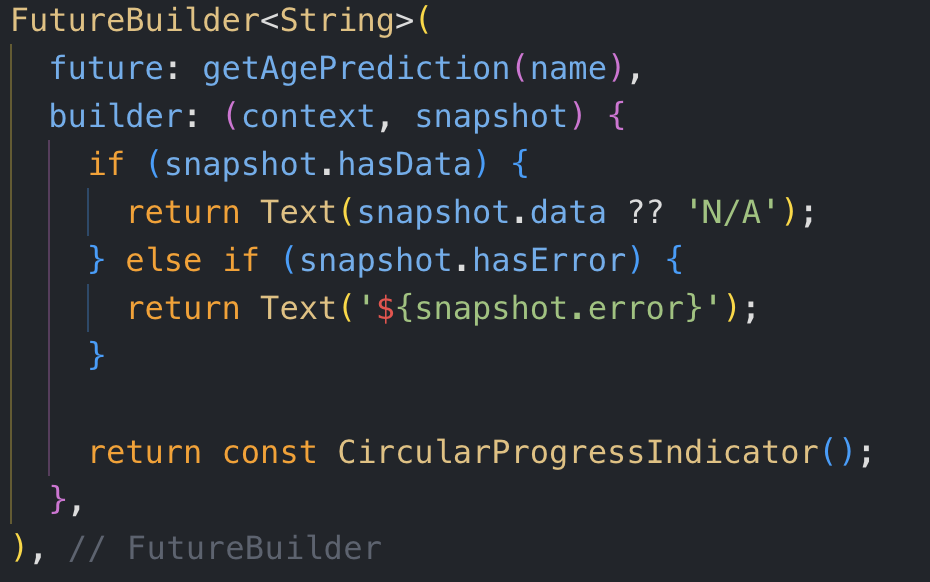 FutureBuilder<String>(
  future: getAgePrediction(name),
  builder: (context, snapshot) {
    if (snapshot.hasData) {
      return Text(snapshot.data ?? 'N/A');
    } else if (snapshot.hasError) {
      return Text('${snapshot.error}');
    }

    return const CircularProgressIndicator();
  },
), // FutureBuilder